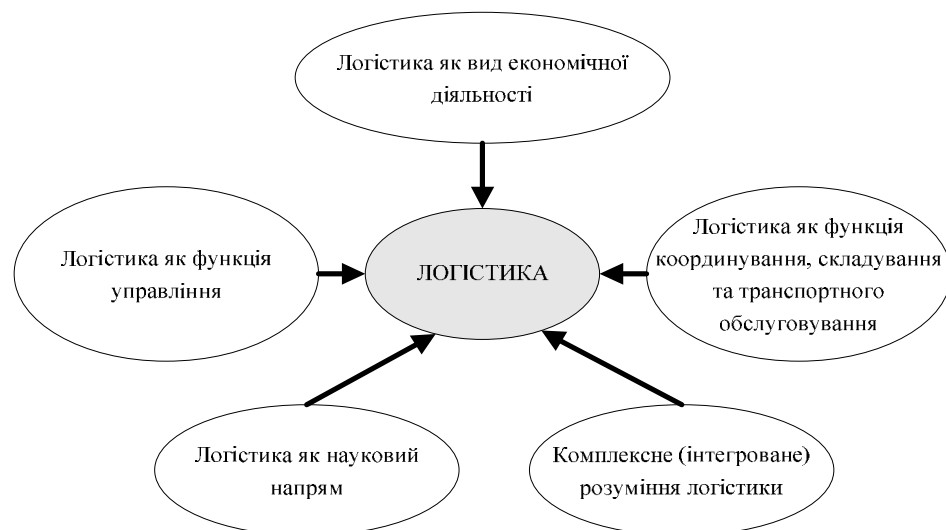 Логістика як вид економічної
діяльності
Логістика як функція
управління
ЛОГІСТИКА
Логістика як функція
координування, складування
та транспортного
обслуговування
Логістика як науковий
напрям
Комплексне (інтегроване)
розуміння логістики